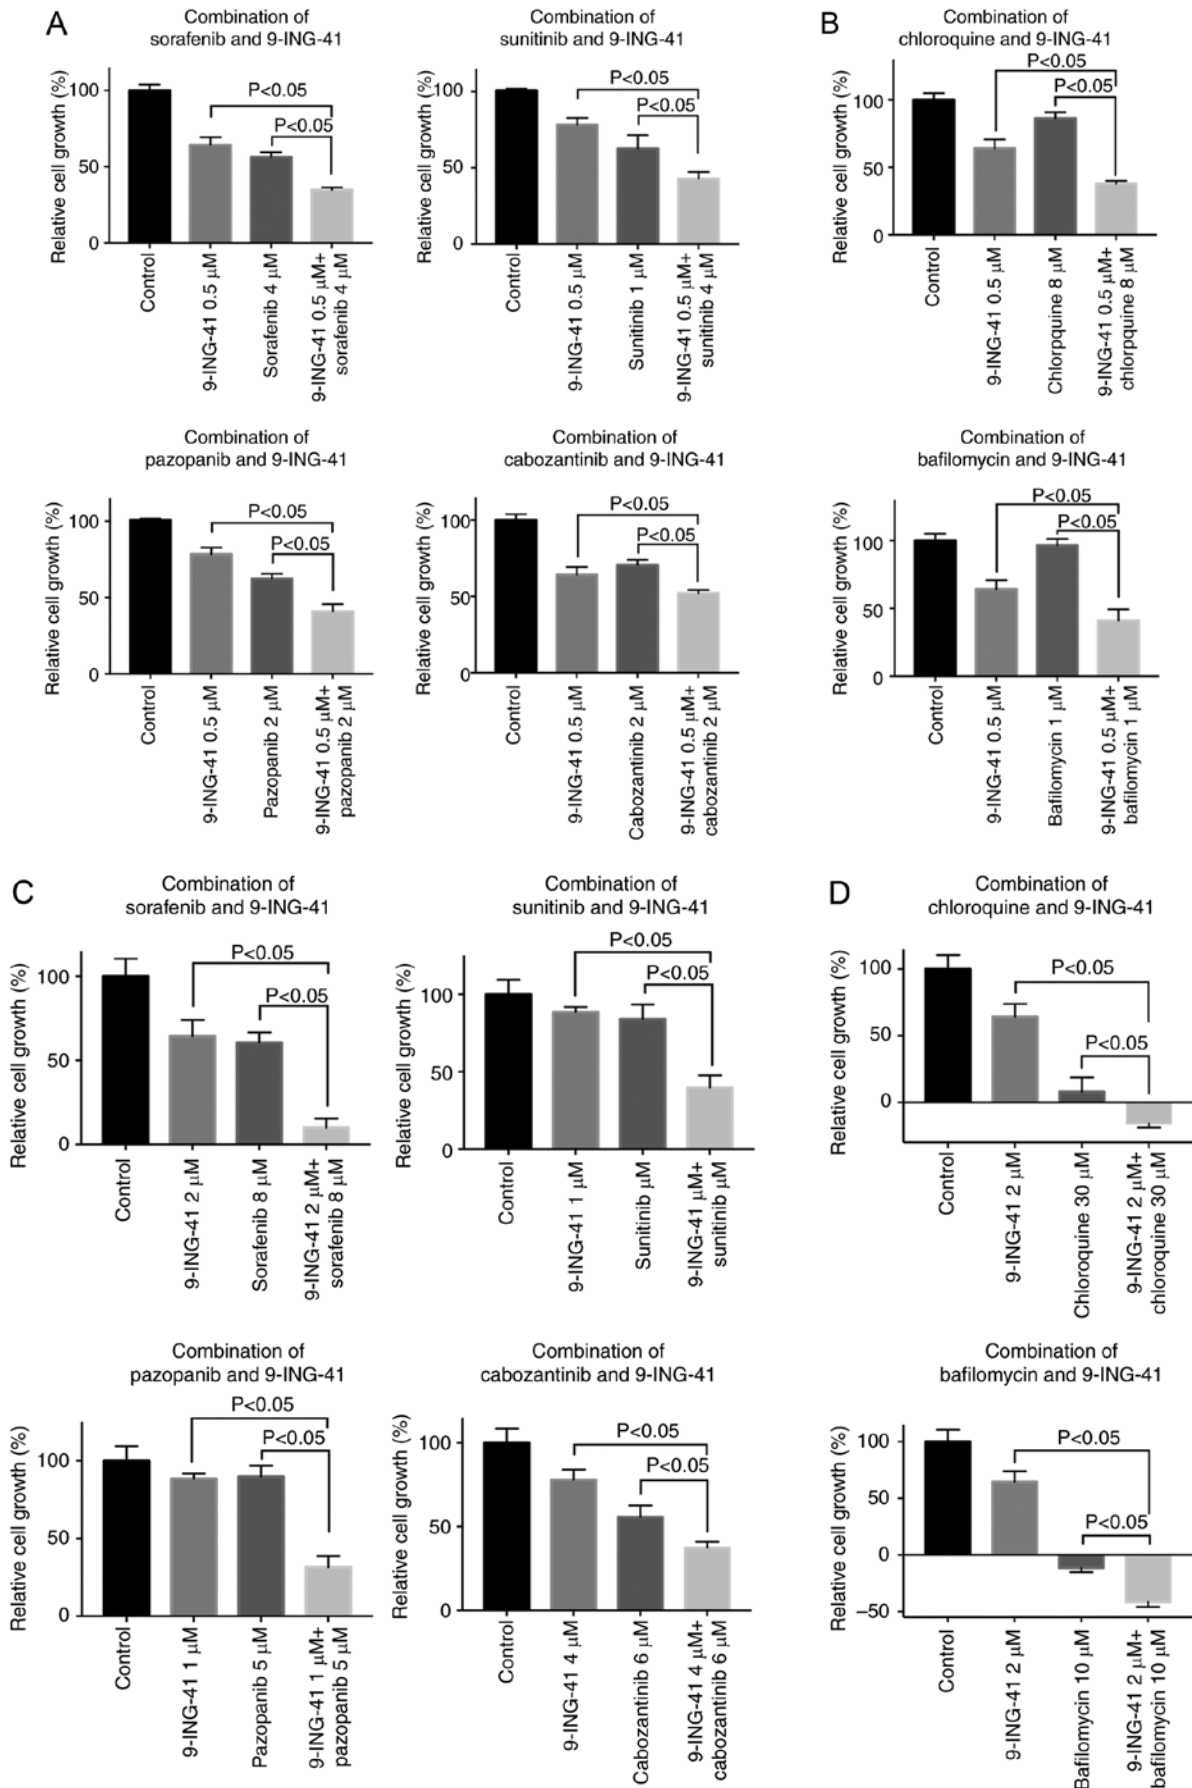 A
Combination of
sorafenib and 9-ING-41
Relative cell growth (%)
100
50
0
P<0.05
P<0.05
Control
9-ING-41 0.5 µM
Sorafenib 4 µM
9-ING-41 0.5 µM+
sorafenib 4 µM
Combination of
sunitinib and 9-ING-41
Relative cell growth (%)
100
50
0
P<0.05
P<0.05
Control
9-ING-41 0.5 µM
Sunitinib 1 µM
9-ING-41 0.5 µM+
sunitinib 4 µM
B
Combination of
chloroquine and 9-ING-41
Relative cell growth (%)
100
50
0
P<0.05
P<0.05
Control
9-ING-41 0.5 µM
Chlorpquine 8 µM
9-ING-41 0.5 µM+
chlorpquine 8 µM
Combination of
pazopanib and 9-ING-41
Relative cell growth (%)
100
50
0
P<0.05
P<0.05
Control
9-ING-41 0.5 µM
Pazopanib 2 µM
9-ING-41 0.5 µM+
pazopanib 2 µM
Combination of
cabozantinib and 9-ING-41
Relative cell growth (%)
100
50
0
P<0.05
P<0.05
Control
9-ING-41 0.5 µM
Cabozantinib 2 µM
9-ING-41 0.5 µM+
cabozantinib 2 µM
Combination of
bafilomycin and 9-ING-41
Relative cell growth (%)
100
50
0
P<0.05
P<0.05
Control
9-ING-41 0.5 µM
Bafilomycin 1 µM
9-ING-41 0.5 µM+
bafilomycin 1 µM
C
Combination of
sorafenib and 9-ING-41
Relative cell growth (%)
100
50
0
P<0.05
P<0.05
Control
9-ING-41 2 µM
Sorafenib 8 µM
9-ING-41 2 µM+
sorafenib 8 µM
Combination of
sunitinib and 9-ING-41
Relative cell growth (%)
100
50
0
P<0.05
P<0.05
Control
9-ING-41 1 µM
Sunitinib µM
9-ING-41 µM+
sunitinib µM
D
Combination of
chloroquine and 9-ING-41
Relative cell growth (%)
100
50
0
P<0.05
P<0.05
Control
9-ING-41 2 µM
Chloroquine 30 µM
9-ING-41 2 µM+
chloroquine 30 µM
Combination of
pazopanib and 9-ING-41
Relative cell growth (%)
100
50
0
P<0.05
P<0.05
Control
9-ING-41 1 µM
Pazopanib 5 µM
9-ING-41 1 µM+
pazopanib 5 µM
Combination of
cabozantinib and 9-ING-41
Relative cell growth (%)
100
50
0
P<0.05
P<0.05
Control
9-ING-41 4 µM
Cabozantinib 6 µM
9-ING-41 4 µM+
cabozantinib 6 µM
Combination of
bafilomycin and 9-ING-41
Relative cell growth (%)
100
50
0
–50
P<0.05
P<0.05
Control
9-ING-41 2 µM
Bafilomycin 10 µM
9-ING-41 2 µM+
bafilomycin 10 µM